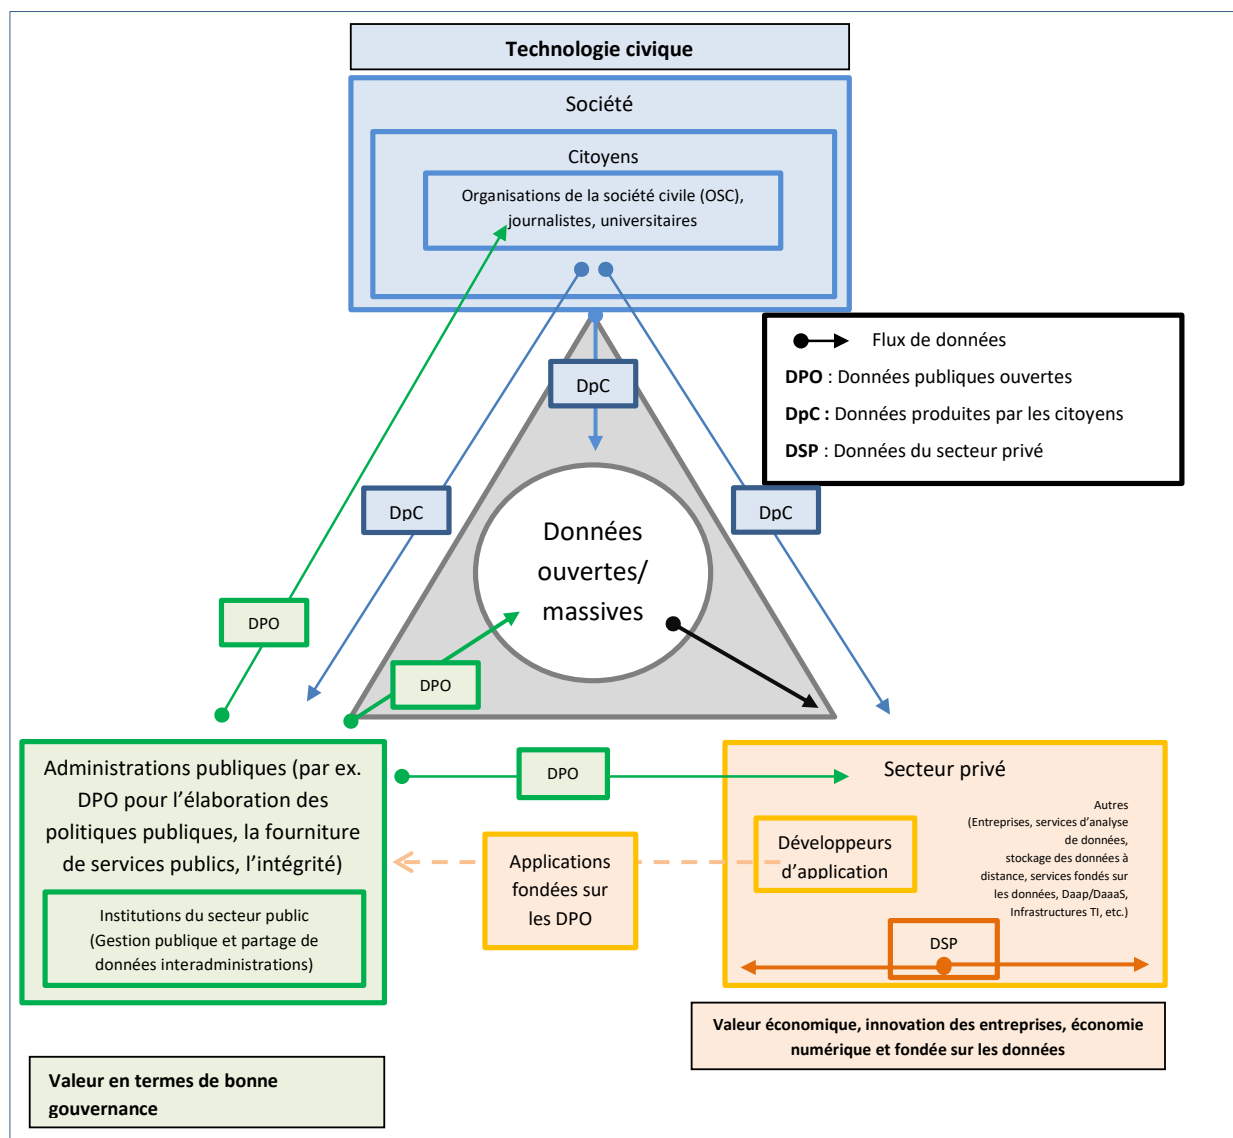 Technologie civique
Société
Citoyens
Organisations de la société civile (OSC),
journalistes, universitaires
Flux de données
DPO : Données publiques ouvertes
DpC : Données produites par les citoyens
DSP : Données du secteur privé
DpC
DpC
DpC
Données
ouvertes/
massives
DPO
DPO
DPO
Administrations publiques (par ex.
DPO pour l’élaboration des
politiques publiques, la fourniture
de services publics, l’intégrité)
Institutions du secteur public
(Gestion publique et partage de
données interadministrations)
Applications
fondées sur
les DPO
Secteur privé
Développeurs
d’application
Autres
(Entreprises, services d’analyse
de données,
stockage des données à
distance, services fondés sur
les données, Daap/DaaaS,
Infrastructures TI, etc.)
DSP
Valeur économique, innovation des entreprises, économie
numérique et fondée sur les données
Valeur en termes de bonne
gouvernance